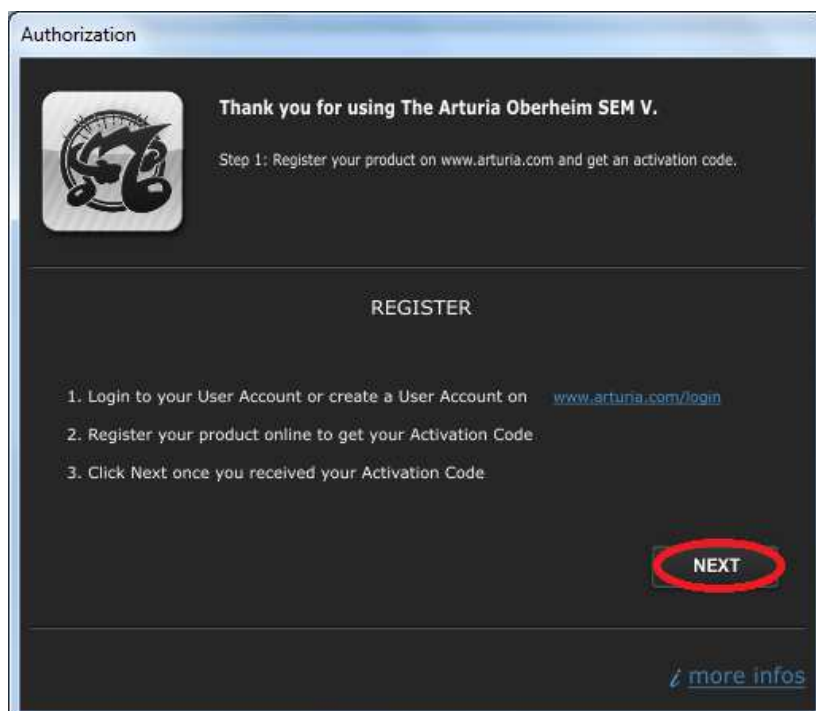 Authorization
Thank you for using The Arturia Oberheim SEM V.
Step 1: Register your product on www.arturia.com and get an activation code.
REGISTER
1. Login to your User Account or create a User Account on www.arturia.com/login
2. Register your product online to get your Activation Code
3. Click Next once you received your Activation Code
NEXT
i more infos